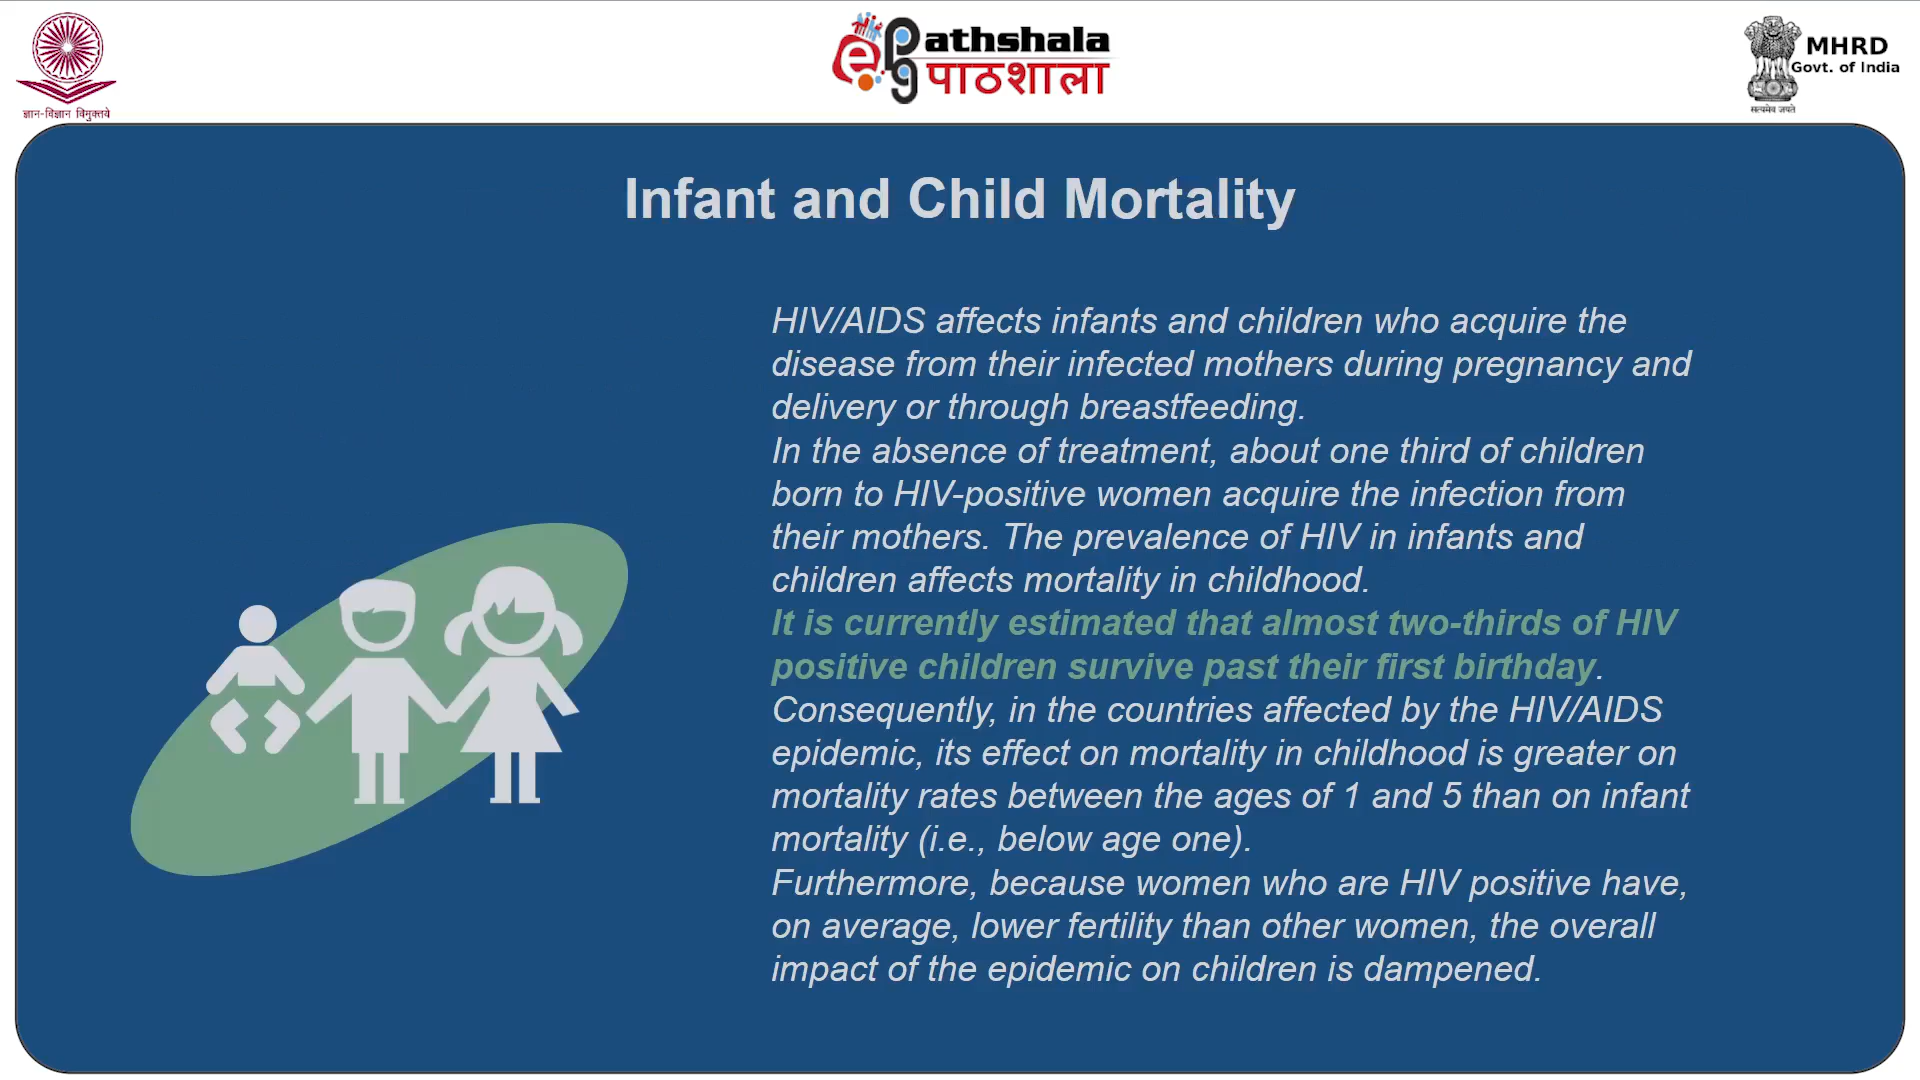 ज्ञान-विज्ञान विमुक्तये
ePG Pathshala
पाठशाला
MHRD
Govt. of India
सत्यमेव जयते
Infant and Child Mortality
HIV/AIDS affects infants and children who acquire the
disease from their infected mothers during pregnancy and
delivery or through breastfeeding.
In the absence of treatment, about one third of children
born to HIV-positive women acquire the infection from
their mothers. The prevalence of HIV in infants and
children affects mortality in childhood.
It is currently estimated that almost two-thirds of HIV
positive children survive past their first birthday.
Consequently, in the countries affected by the HIV/AIDS
epidemic, its effect on mortality in childhood is greater on
mortality rates between the ages of 1 and 5 than on infant
mortality (i.e., below age one).
Furthermore, because women who are HIV positive have,
on average, lower fertility than other women, the overall
impact of the epidemic on children is dampened.